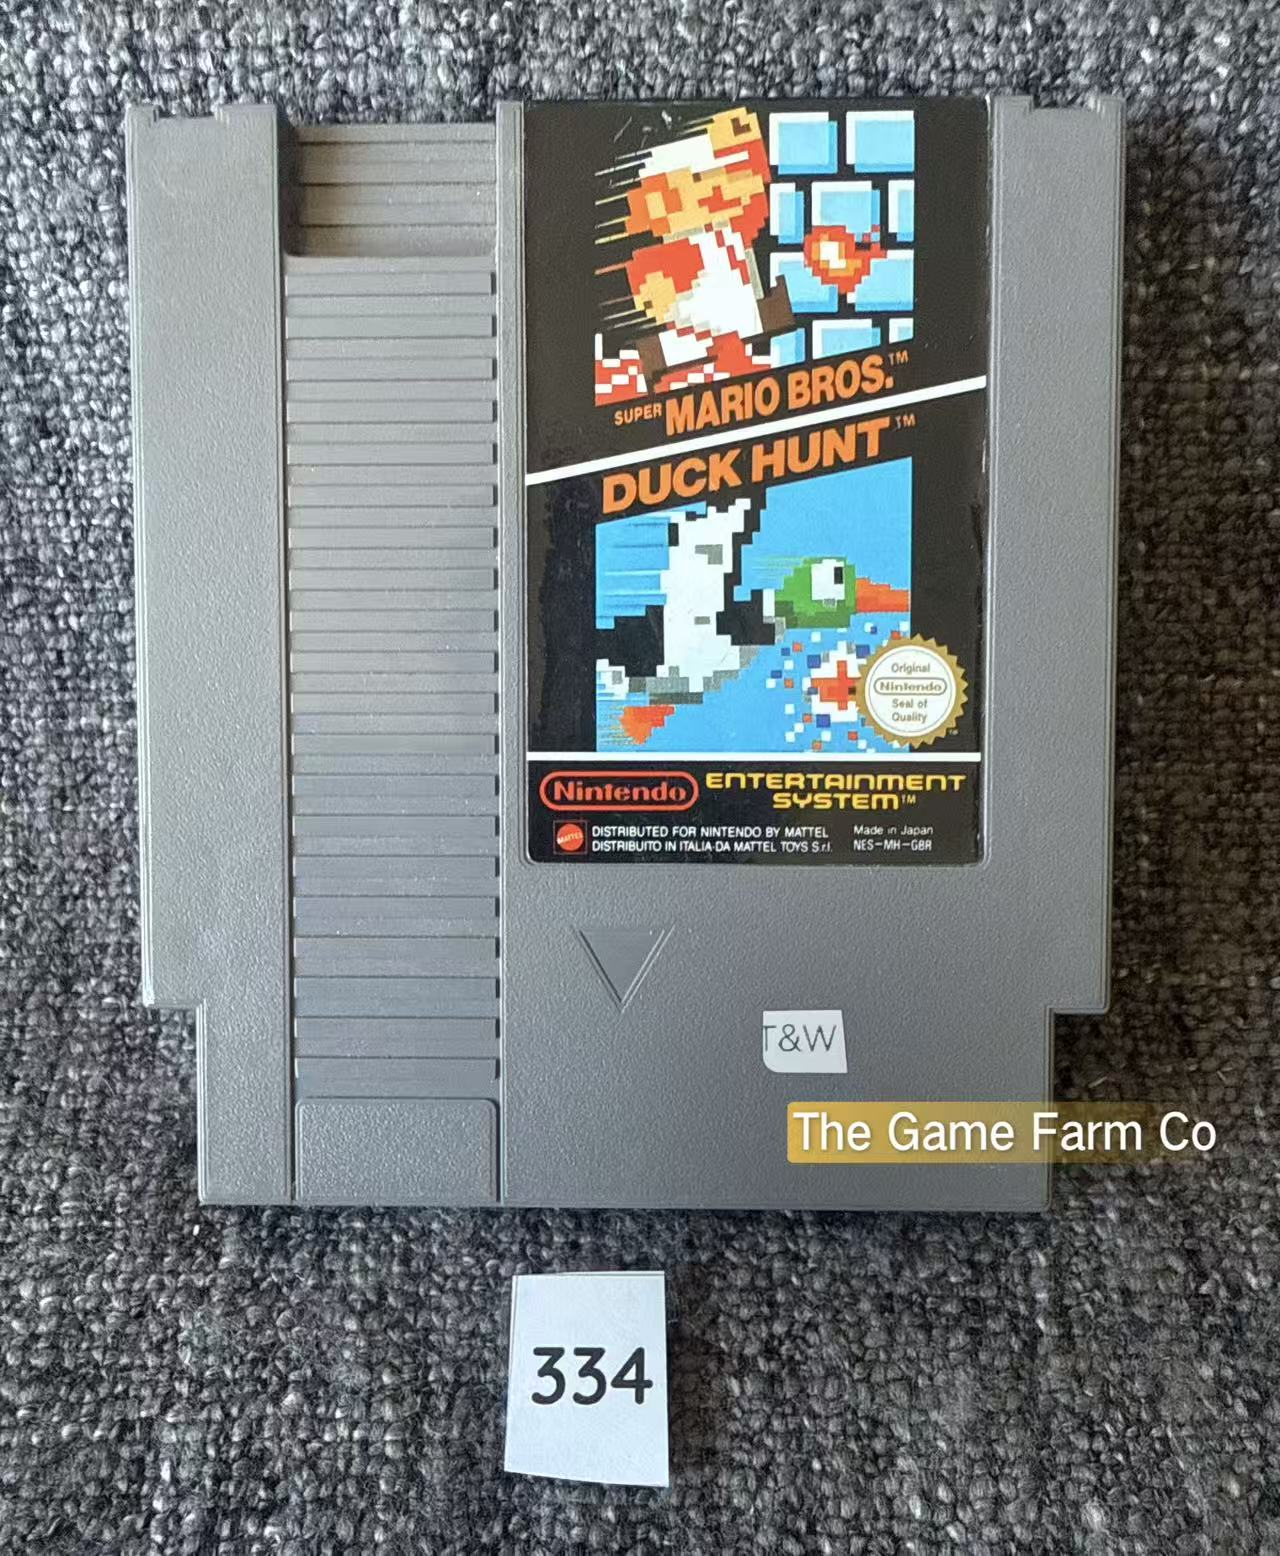 SUPER MARIO BROS.™
DUCK HUNT™
Original
Nintendo
Seal of
Quality
™
Nintendo ENTERTAINMENT
SYSTEM™
MATTEL
DISTRIBUTED FOR NINTENDO BY MATTEL Made in Japan
DISTRIBUITO IN ITALIA DA MATTEL TOYS S.r.l. NES-MH-GBR
T&W
The Game Farm Co
334